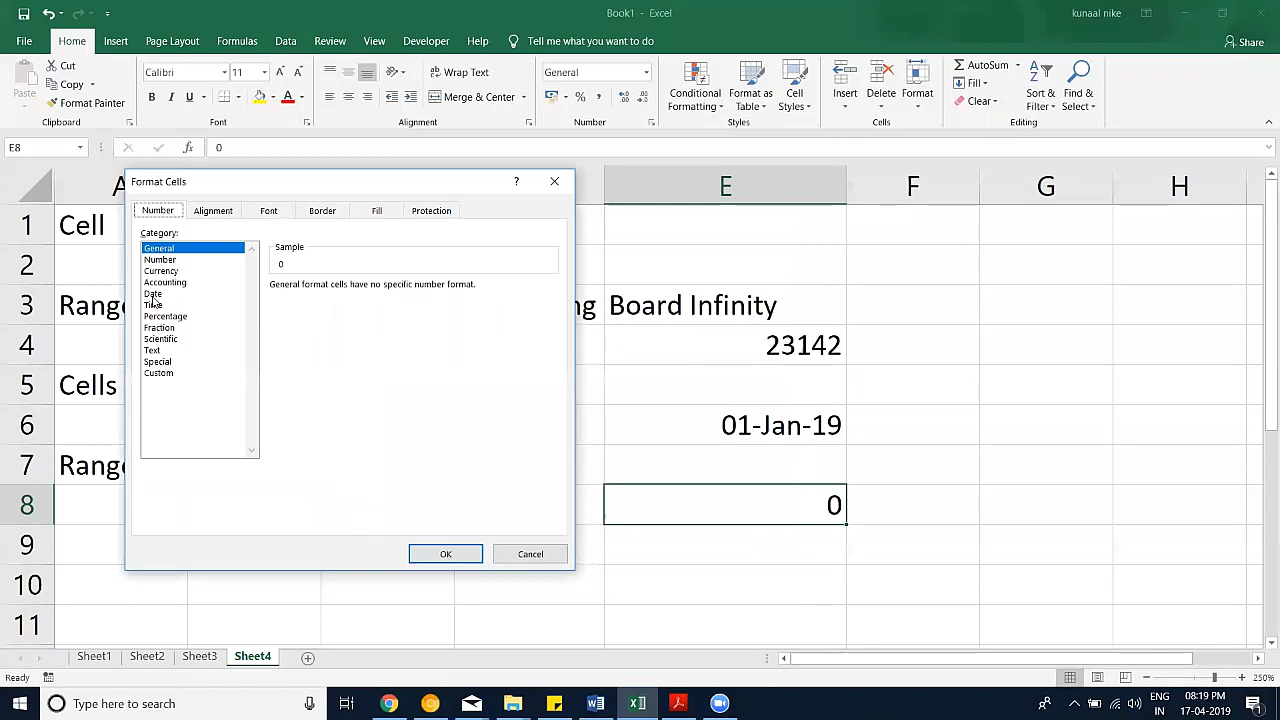 Book1 - Excel
kunaal nike
File Home Insert Page Layout Formulas Data Review View Developer Help Tell me what you want to do Share
Paste
Cut
Copy
Format Painter
Clipboard
Calibri 11
B I U
Font
Wrap Text
Merge & Center
Alignment
General
% ,
Number
Conditional Formatting
Format as Table
Cell Styles
Styles
Insert
Delete
Format
Cells
AutoSum
Fill
Clear
Sort & Filter
Find & Select
Editing
E8 fx 0
E F G H
1 Cell
2
3 Board Infinity
4 23142
5 Cells
6 01-Jan-19
7
8 0
9
10
11
Format Cells ?
Number Alignment Font Border Fill Protection
Category:
General
Number
Currency
Accounting
Date
Percentage
Fraction
Scientific
Text
Special
Custom
Sample
0
General format cells have no specific number format.
OK Cancel
Sheet1 Sheet2 Sheet3 Sheet4
Ready 250%
Type here to search
ENG
IN
08:19 PM
17-04-2019